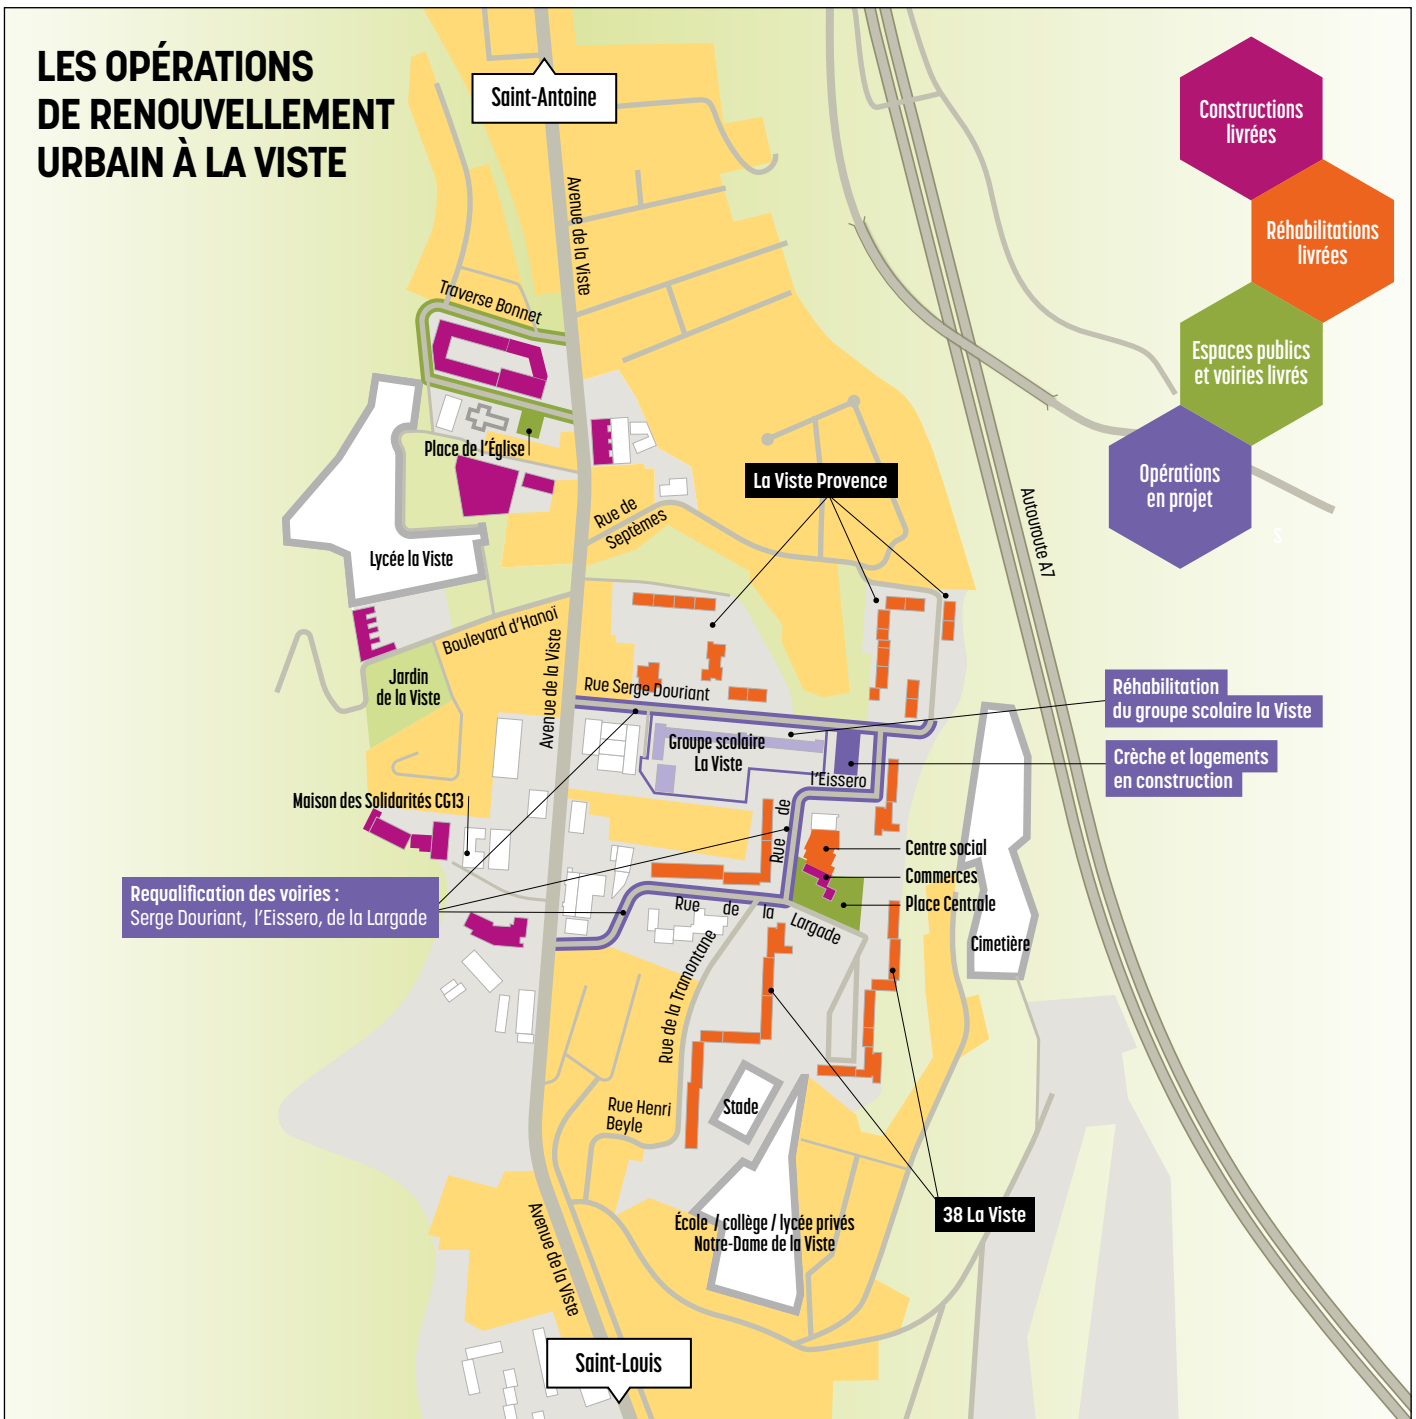 LES OPÉRATIONS
DE RENOUVELLEMENT
URBAIN À LA VISTE
Saint-Antoine
Constructions
livrées
Réhabilitations
livrées
Espaces publics
et voiries livrés
Opérations
en projet
s
Avenue de la Viste
Traverse Bonnet
Place de l'Église
La Viste Provence
Rue de
Septèmes
Autouroute A7
Lycée la Viste
Boulevard d'Hanoï
Avenue de la Viste
Jardin
de la Viste
Rue Serge Douriant
Réhabilitation
du groupe scolaire la Viste
Groupe scolaire
La Viste
Crèche et logements
en construction
l'Eissero
Rue de
Maison des Solidarités CG13
Centre social
Commerces
Place Centrale
Requalification des voiries :
Serge Douriant, l'Eissero, de la Largade
Rue de la Largade
Cimetière
Rue de la Tramontane
Rue Henri
Beyle
Stade
38 La Viste
École / collège / lycée privés
Notre-Dame de la Viste
Avenue de la Viste
Saint-Louis